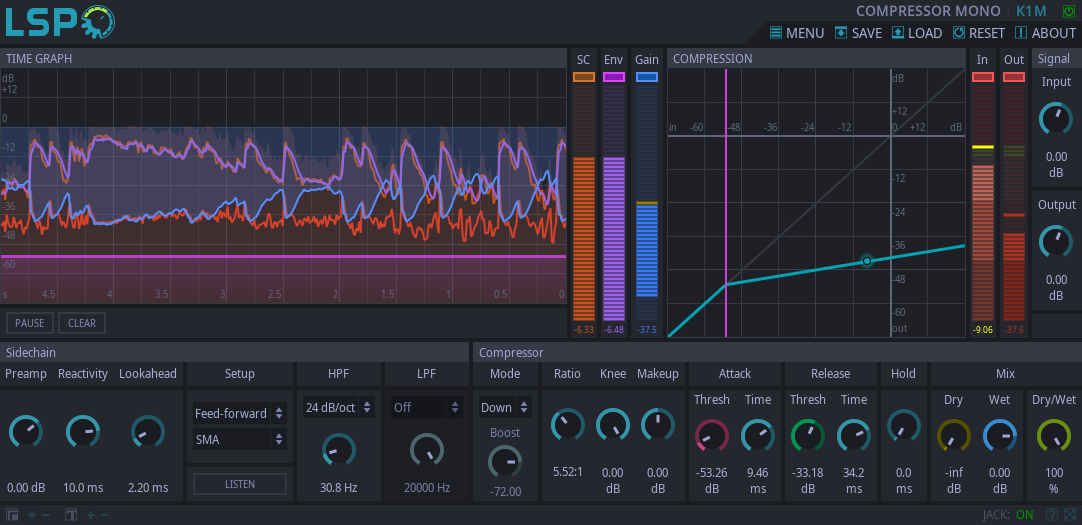 LSP
COMPRESSOR MONO K1M
MENU SAVE LOAD RESET ABOUT
TIME GRAPH
SC Env Gain
COMPRESSION
In Out
Signal
dB
+12
0
-12
-24
-36
-48
-60
s 4.5 4 3.5 3 2.5 2 1.5 1 0.5 0
dB
+12
in -60 -48 -36 -24 -12 0 +12 dB
-12
-24
-36
-48
-60
out
Input
0.00
dB
Output
0.00
dB
-6.33 -6.48 -37.5
-9.06 -37.6
PAUSE CLEAR
Sidechain
Preamp Reactivity Lookahead
0.00 dB 10.0 ms 2.20 ms
Setup
Feed-forward
SMA
LISTEN
HPF
24 dB/oct
30.8 Hz
LPF
Off
20000 Hz
Compressor
Mode
Down
Boost
-72.00
Ratio Knee Makeup
5.52:1 0.00
dB 0.00
dB
Attack
Thresh Time
-53.26
dB 9.46
ms
Release
Thresh Time
-33.18
dB 34.2
ms
Hold
0.0
ms
Mix
Dry Wet Dry/Wet
-inf
dB 0.00
dB 100
%
JACK: ON